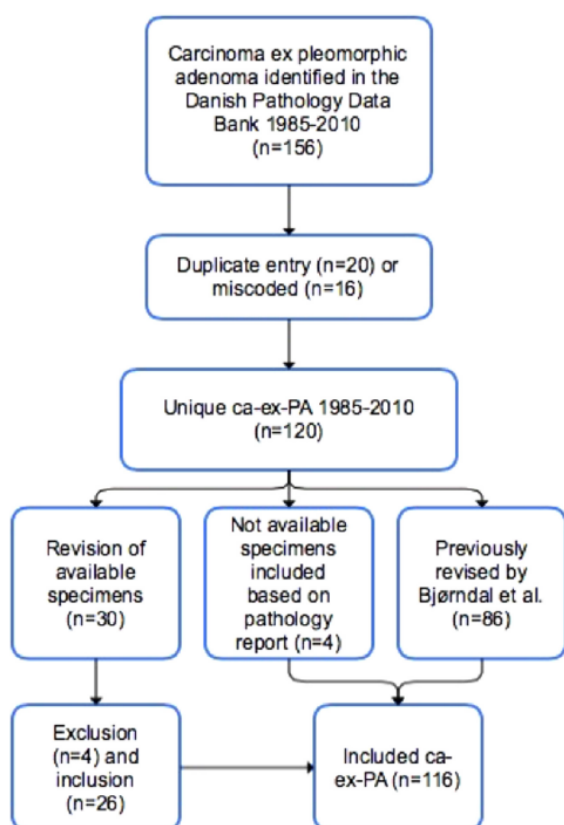 Carcinoma ex pleomorphic
adenoma identified in the
Danish Pathology Data
Bank 1985-2010
(n=156)
Duplicate entry (n=20) or
miscoded (n=16)
Unique ca-ex-PA 1985-2010
(n=120)
Revision of
available
specimens
(n=30)
Not available
specimens
included
based on
pathology
report (n=4)
Previously
revised by
Bjørndal et al.
(n=86)
Exclusion
(n=4) and
inclusion
(n=26)
Included ca-
ex-PA (n=116)